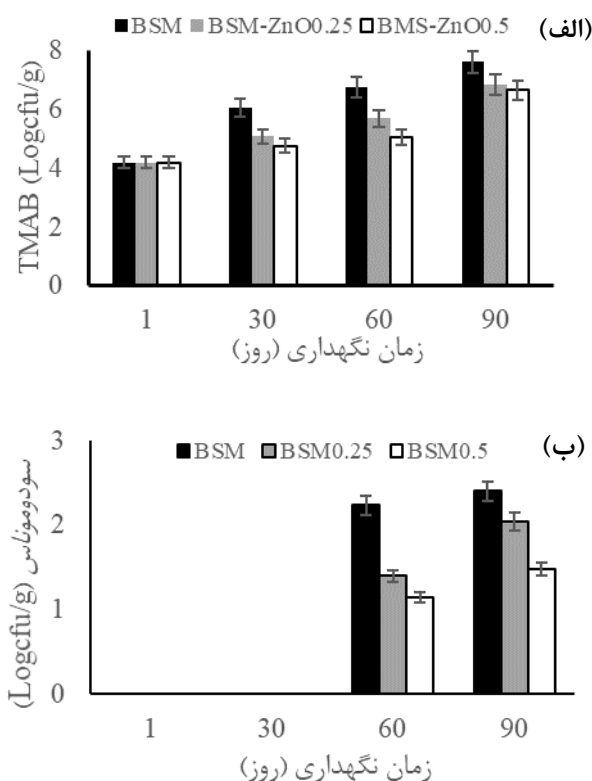 BSM BSM-ZnO0.25 BMS-ZnO0.5 (الف)
TMAB (Logcfu/g)
8
6
4
2
0
1 30 60 90
زمان نگهداری (روز)
BSM BSM0.25 BSM0.5 (ب)
سودوموناس (Logcfu/g)
3
2
1
0
1 30 60 90
زمان نگهداری (روز)